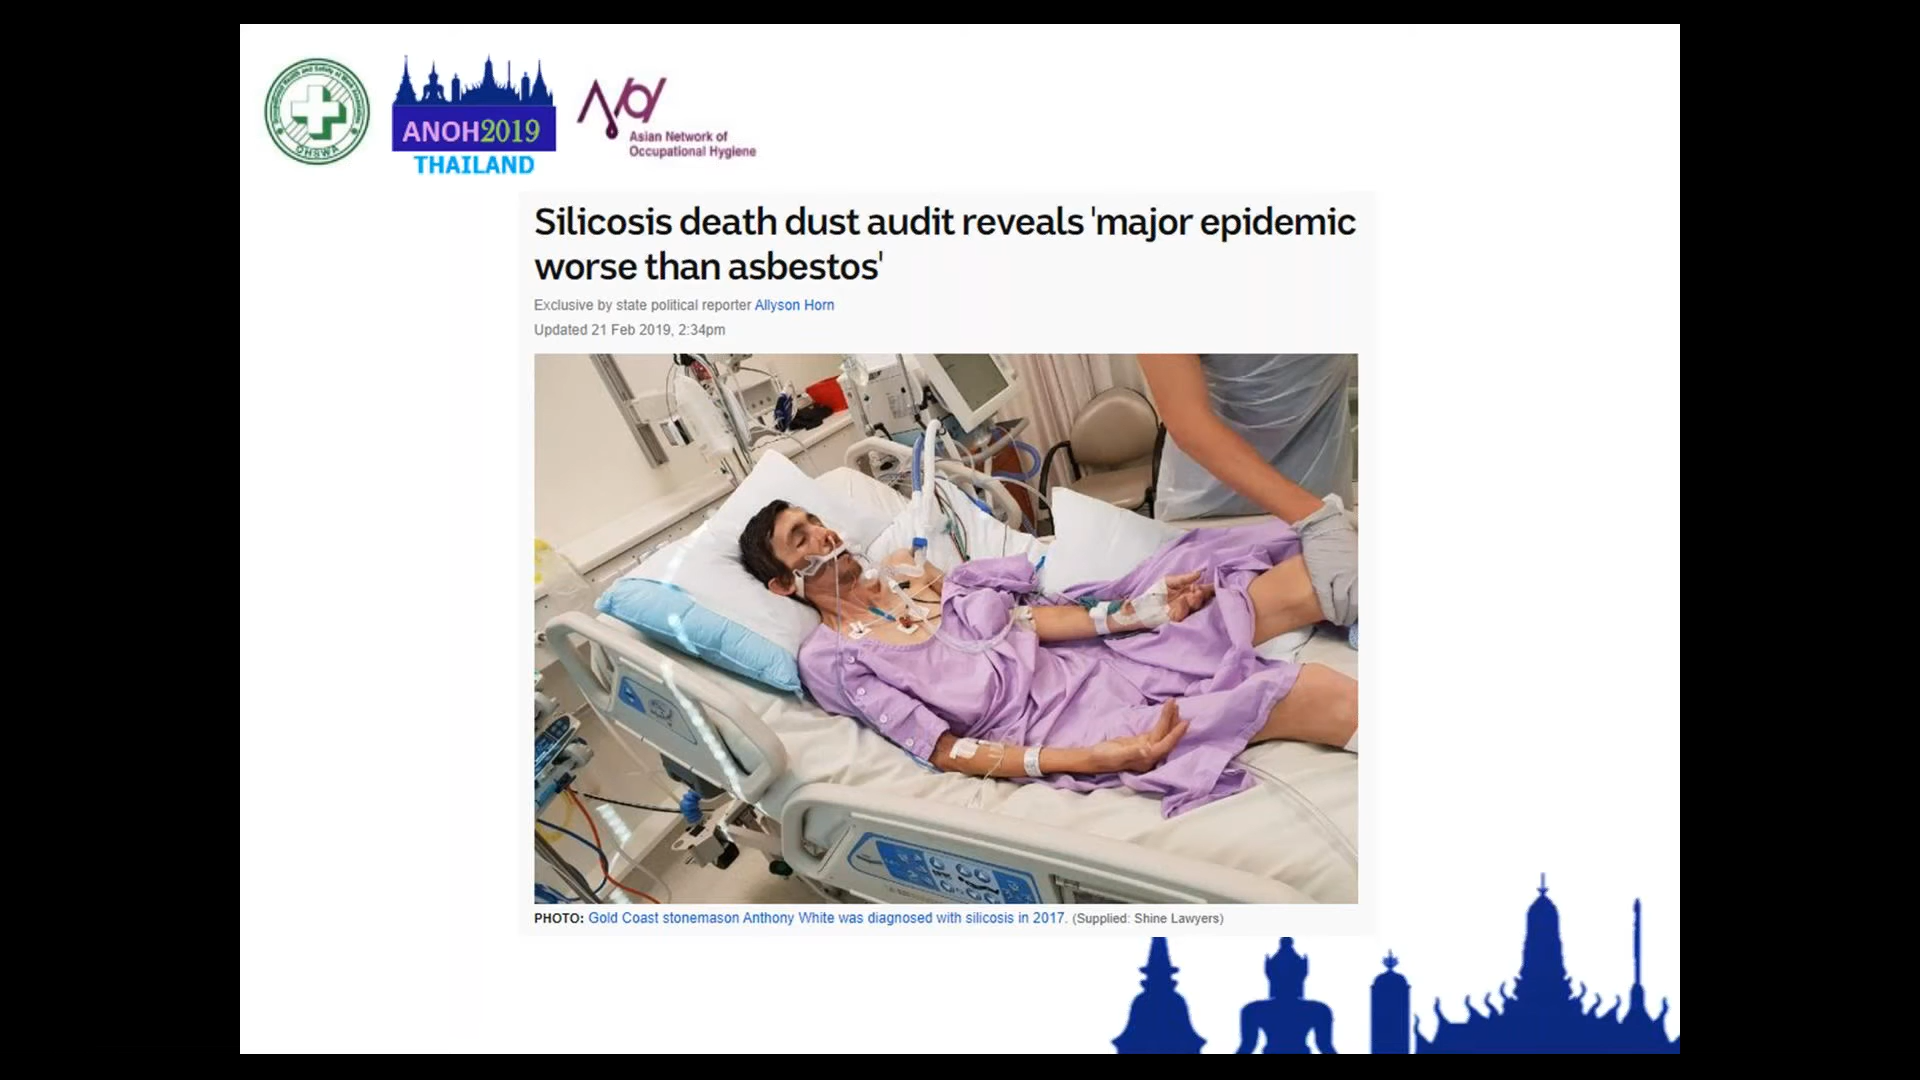 OHSWA
ANOH2019
THAILAND
Asian Network of
Occupational Hygiene
Silicosis death dust audit reveals 'major epidemic
worse than asbestos'
Exclusive by state political reporter Allyson Horn
Updated 21 Feb 2019, 2:34pm
PHOTO: Gold Coast stonemason Anthony White was diagnosed with silicosis in 2017. (Supplied: Shine Lawyers)